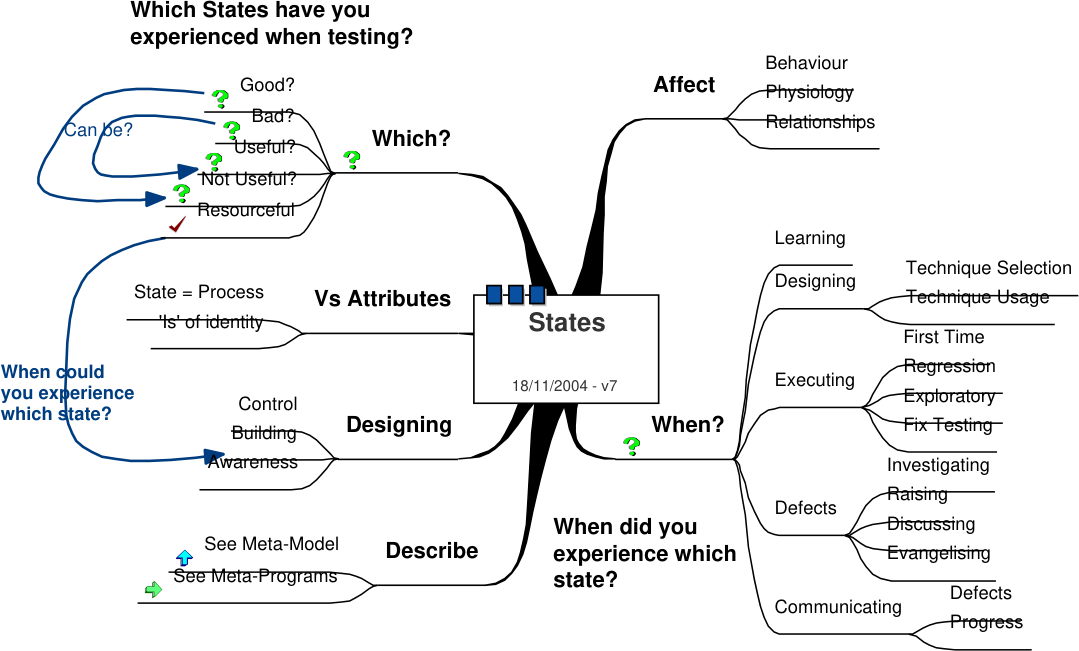 Which States have you
experienced when testing?
Good?
Bad?
Useful?
Not Useful?
Resourceful
Can be?
Which?
State = Process
'Is' of identity
Vs Attributes
When could
you experience
which state?
Control
Building
Awareness
Designing
See Meta-Model
See Meta-Programs
Describe
States
18/11/2004 - v7
Affect
Behaviour
Physiology
Relationships
When?
When did you
experience which
state?
Learning
Designing
Technique Selection
Technique Usage
Executing
First Time
Regression
Exploratory
Fix Testing
Defects
Investigating
Raising
Discussing
Evangelising
Communicating
Defects
Progress